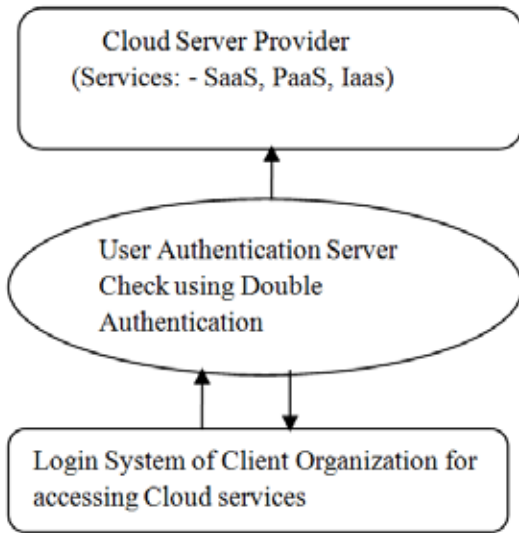 Cloud Server Provider
(Services: - SaaS, PaaS, Iaas)
User Authentication Server
Check using Double
Authentication
Login System of Client Organization for
accessing Cloud services